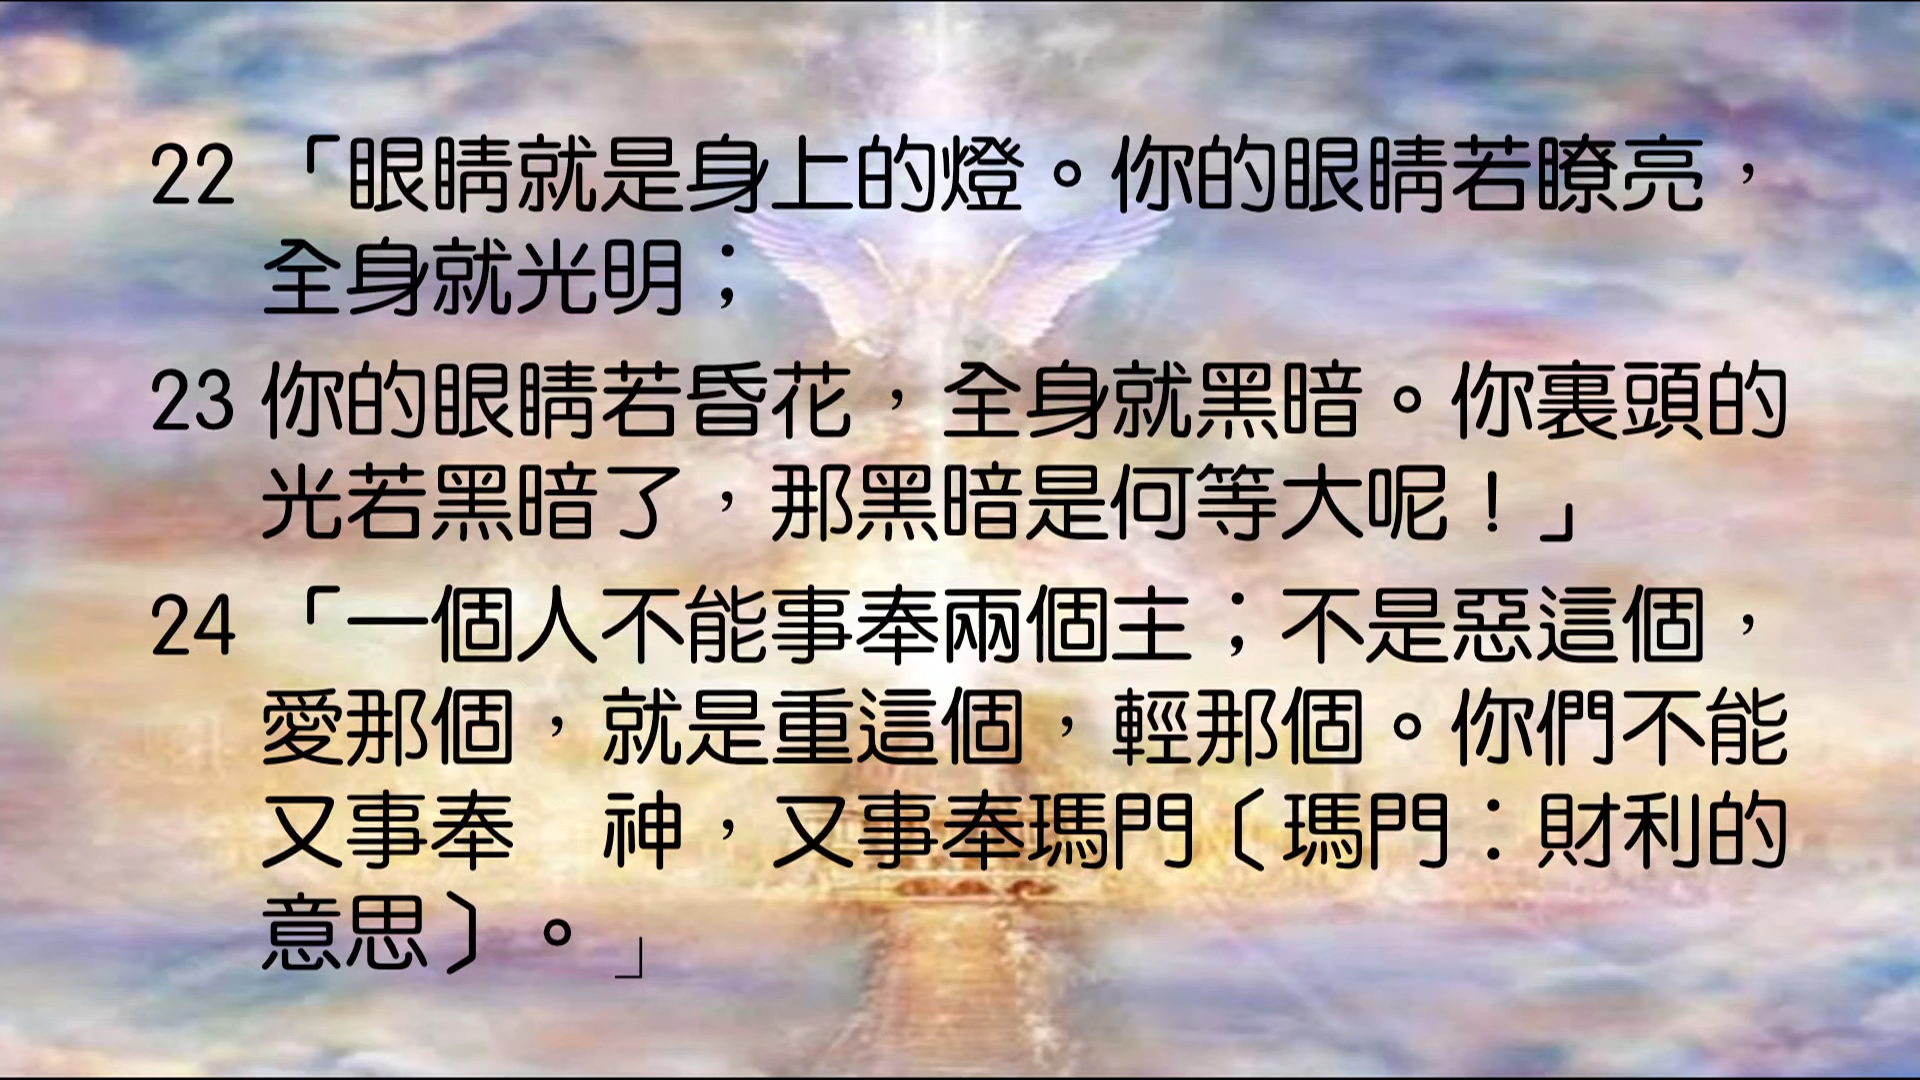 22 「眼睛就是身上的燈。你的眼睛若瞭亮，
全身就光明；
23 你的眼睛若昏花，全身就黑暗。你裏頭的
光若黑暗了，那黑暗是何等大呢！」
24 「一個人不能事奉兩個主；不是惡這個，
愛那個，就是重這個，輕那個。你們不能
又事奉　神，又事奉瑪門〔瑪門：財利的
意思〕。」